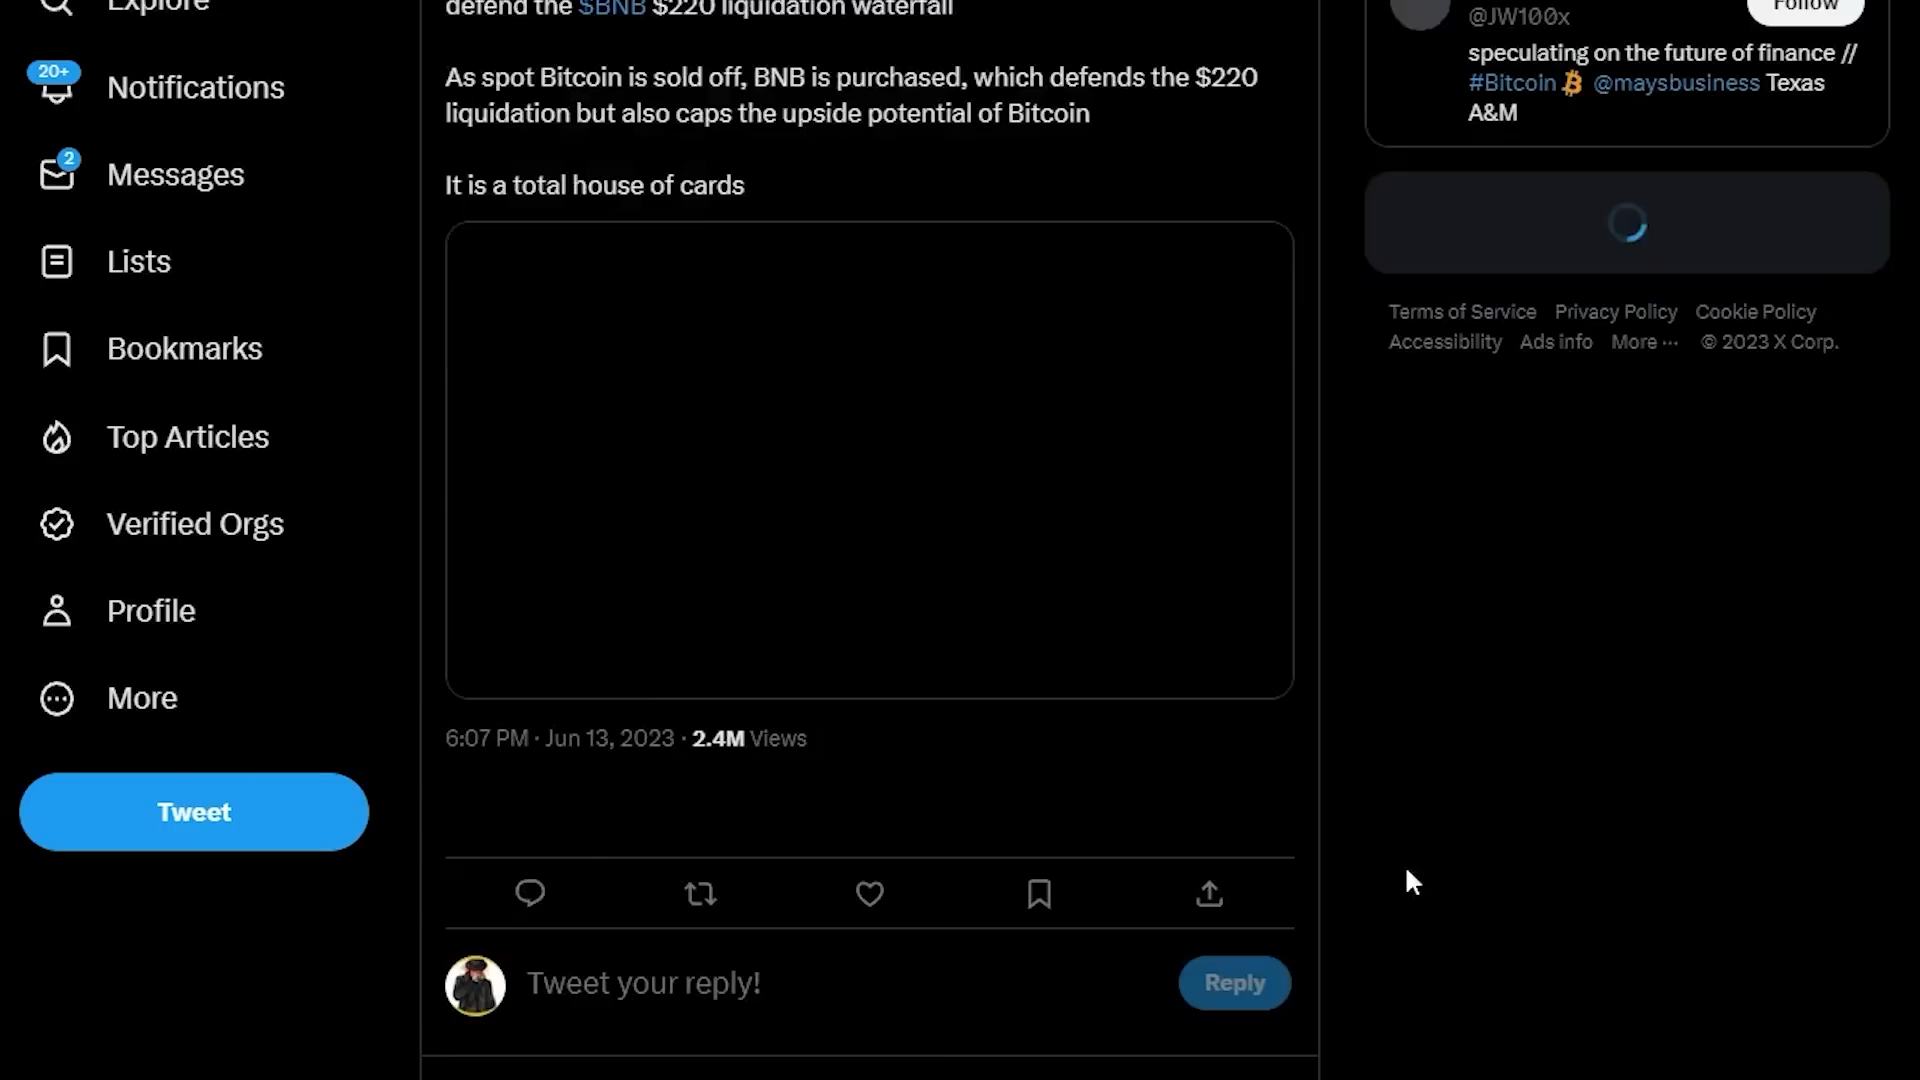 Explore
20+
Notifications
2
Messages
Lists
Bookmarks
Top Articles
Verified Orgs
Profile
More
Tweet
defend the $BNB $220 liquidation waterfall
As spot Bitcoin is sold off, BNB is purchased, which defends the $220
liquidation but also caps the upside potential of Bitcoin
It is a total house of cards
6:07 PM · Jun 13, 2023 · 2.4M Views
Tweet your reply!
Reply
@JW100x
Follow
speculating on the future of finance //
#Bitcoin @maysbusiness Texas
A&M
Terms of Service Privacy Policy Cookie Policy
Accessibility Ads info More ··· © 2023 X Corp.